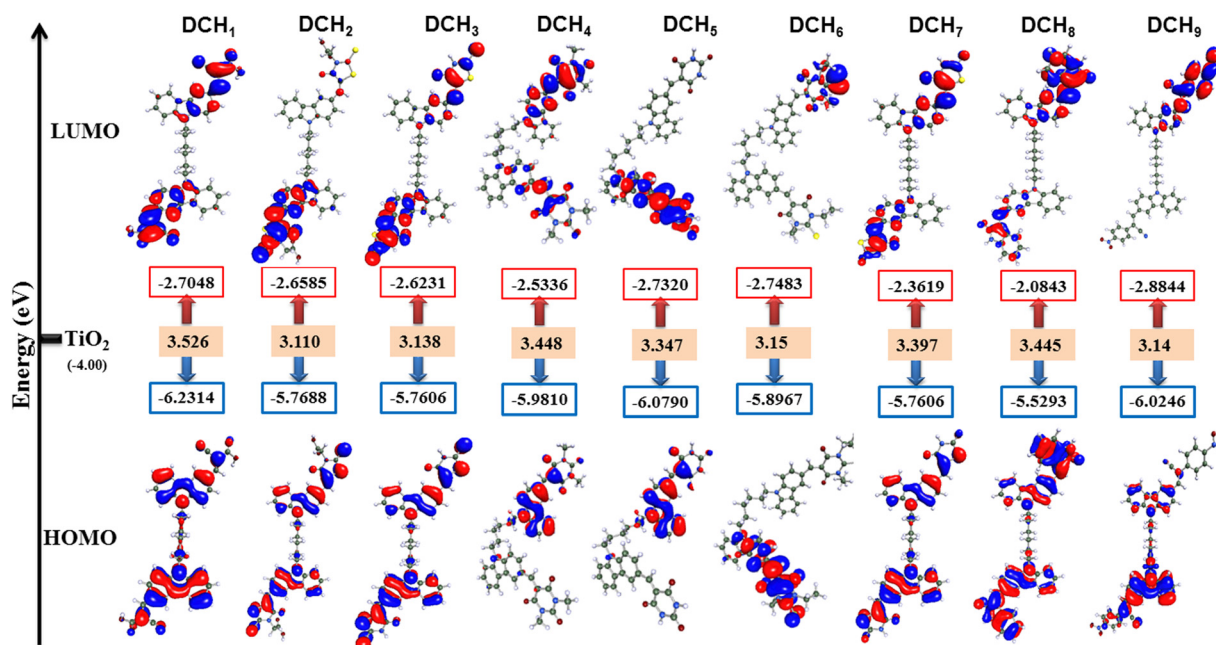 DCH₁ DCH₂ DCH₃ DCH₄ DCH₅ DCH₆ DCH₇ DCH₈ DCH₉
LUMO
-2.7048 -2.6585 -2.6231 -2.5336 -2.7320 -2.7483 -2.3619 -2.0843 -2.8844
Energy (eV)
TiO₂ 3.526 3.110 3.138 3.448 3.347 3.15 3.397 3.445 3.14
(-4.00)
-6.2314 -5.7688 -5.7606 -5.9810 -6.0790 -5.8967 -5.7606 -5.5293 -6.0246
HOMO